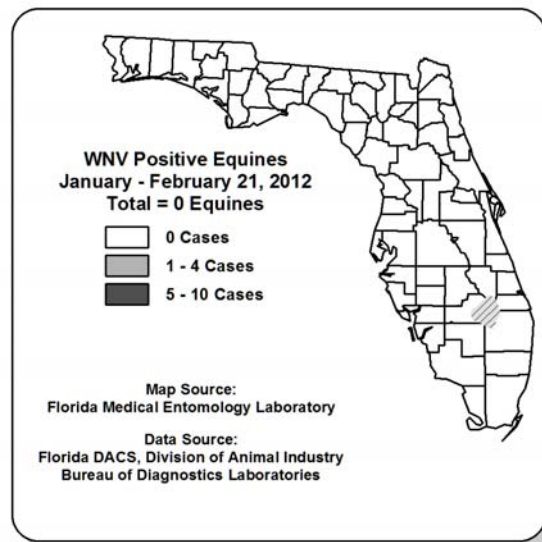 WNV Positive Equines
January - February 21, 2012
Total = 0 Equines
0 Cases
1 - 4 Cases
5 - 10 Cases
Map Source:
Florida Medical Entomology Laboratory
Data Source:
Florida DACS, Division of Animal Industry
Bureau of Diagnostics Laboratories